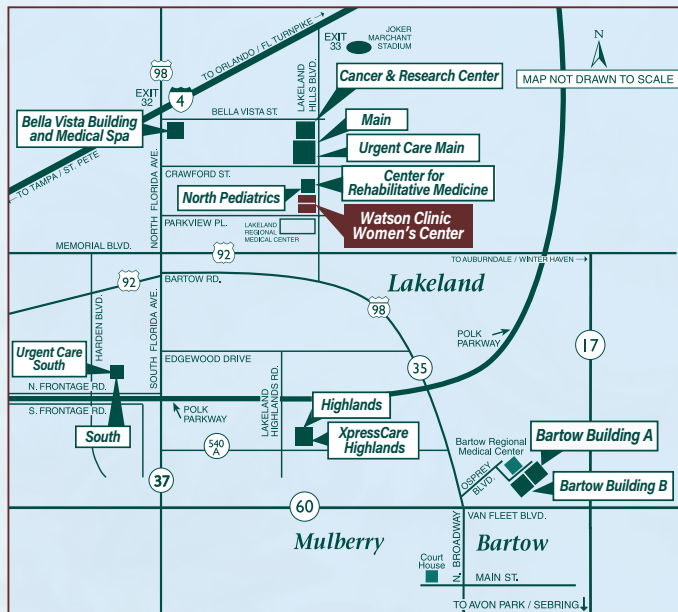 JOKER
MARCHANT
STADIUM
EXIT
33
N
TO ORLANDO / FL TURNPIKE →
98
EXIT
32
4
LAKELAND
HILLS BLVD.
MAP NOT DRAWN TO SCALE
Cancer & Research Center
BELLA VISTA ST.
Bella Vista Building
and Medical Spa
Main
Urgent Care Main
← TO TAMPA / ST. PETE
NORTH FLORIDA AVE.
CRAWFORD ST.
Center for
Rehabilitative Medicine
North Pediatrics
Watson Clinic
Women's Center
PARKVIEW PL.
LAKELAND
REGIONAL
MEDICAL CENTER
MEMORIAL BLVD.
92
TO AUBURNDALE / WINTER HAVEN →
92
BARTOW RD.
Lakeland
98
HARDEN BLVD.
SOUTH FLORIDA AVE.
POLK
PARKWAY
17
Urgent Care
South
EDGEWOOD DRIVE
35
N. FRONTAGE RD.
S. FRONTAGE RD.
POLK
PARKWAY
LAKELAND
HIGHLANDS RD.
Highlands
South
540
A
XpressCare
Highlands
Bartow Regional
Medical Center
Bartow Building A
OSPREY
BLVD.
Bartow Building B
37
60
VAN FLEET BLVD.
Mulberry
N. BROADWAY
Bartow
Court
House
MAIN ST.
TO AVON PARK / SEBRING ↓